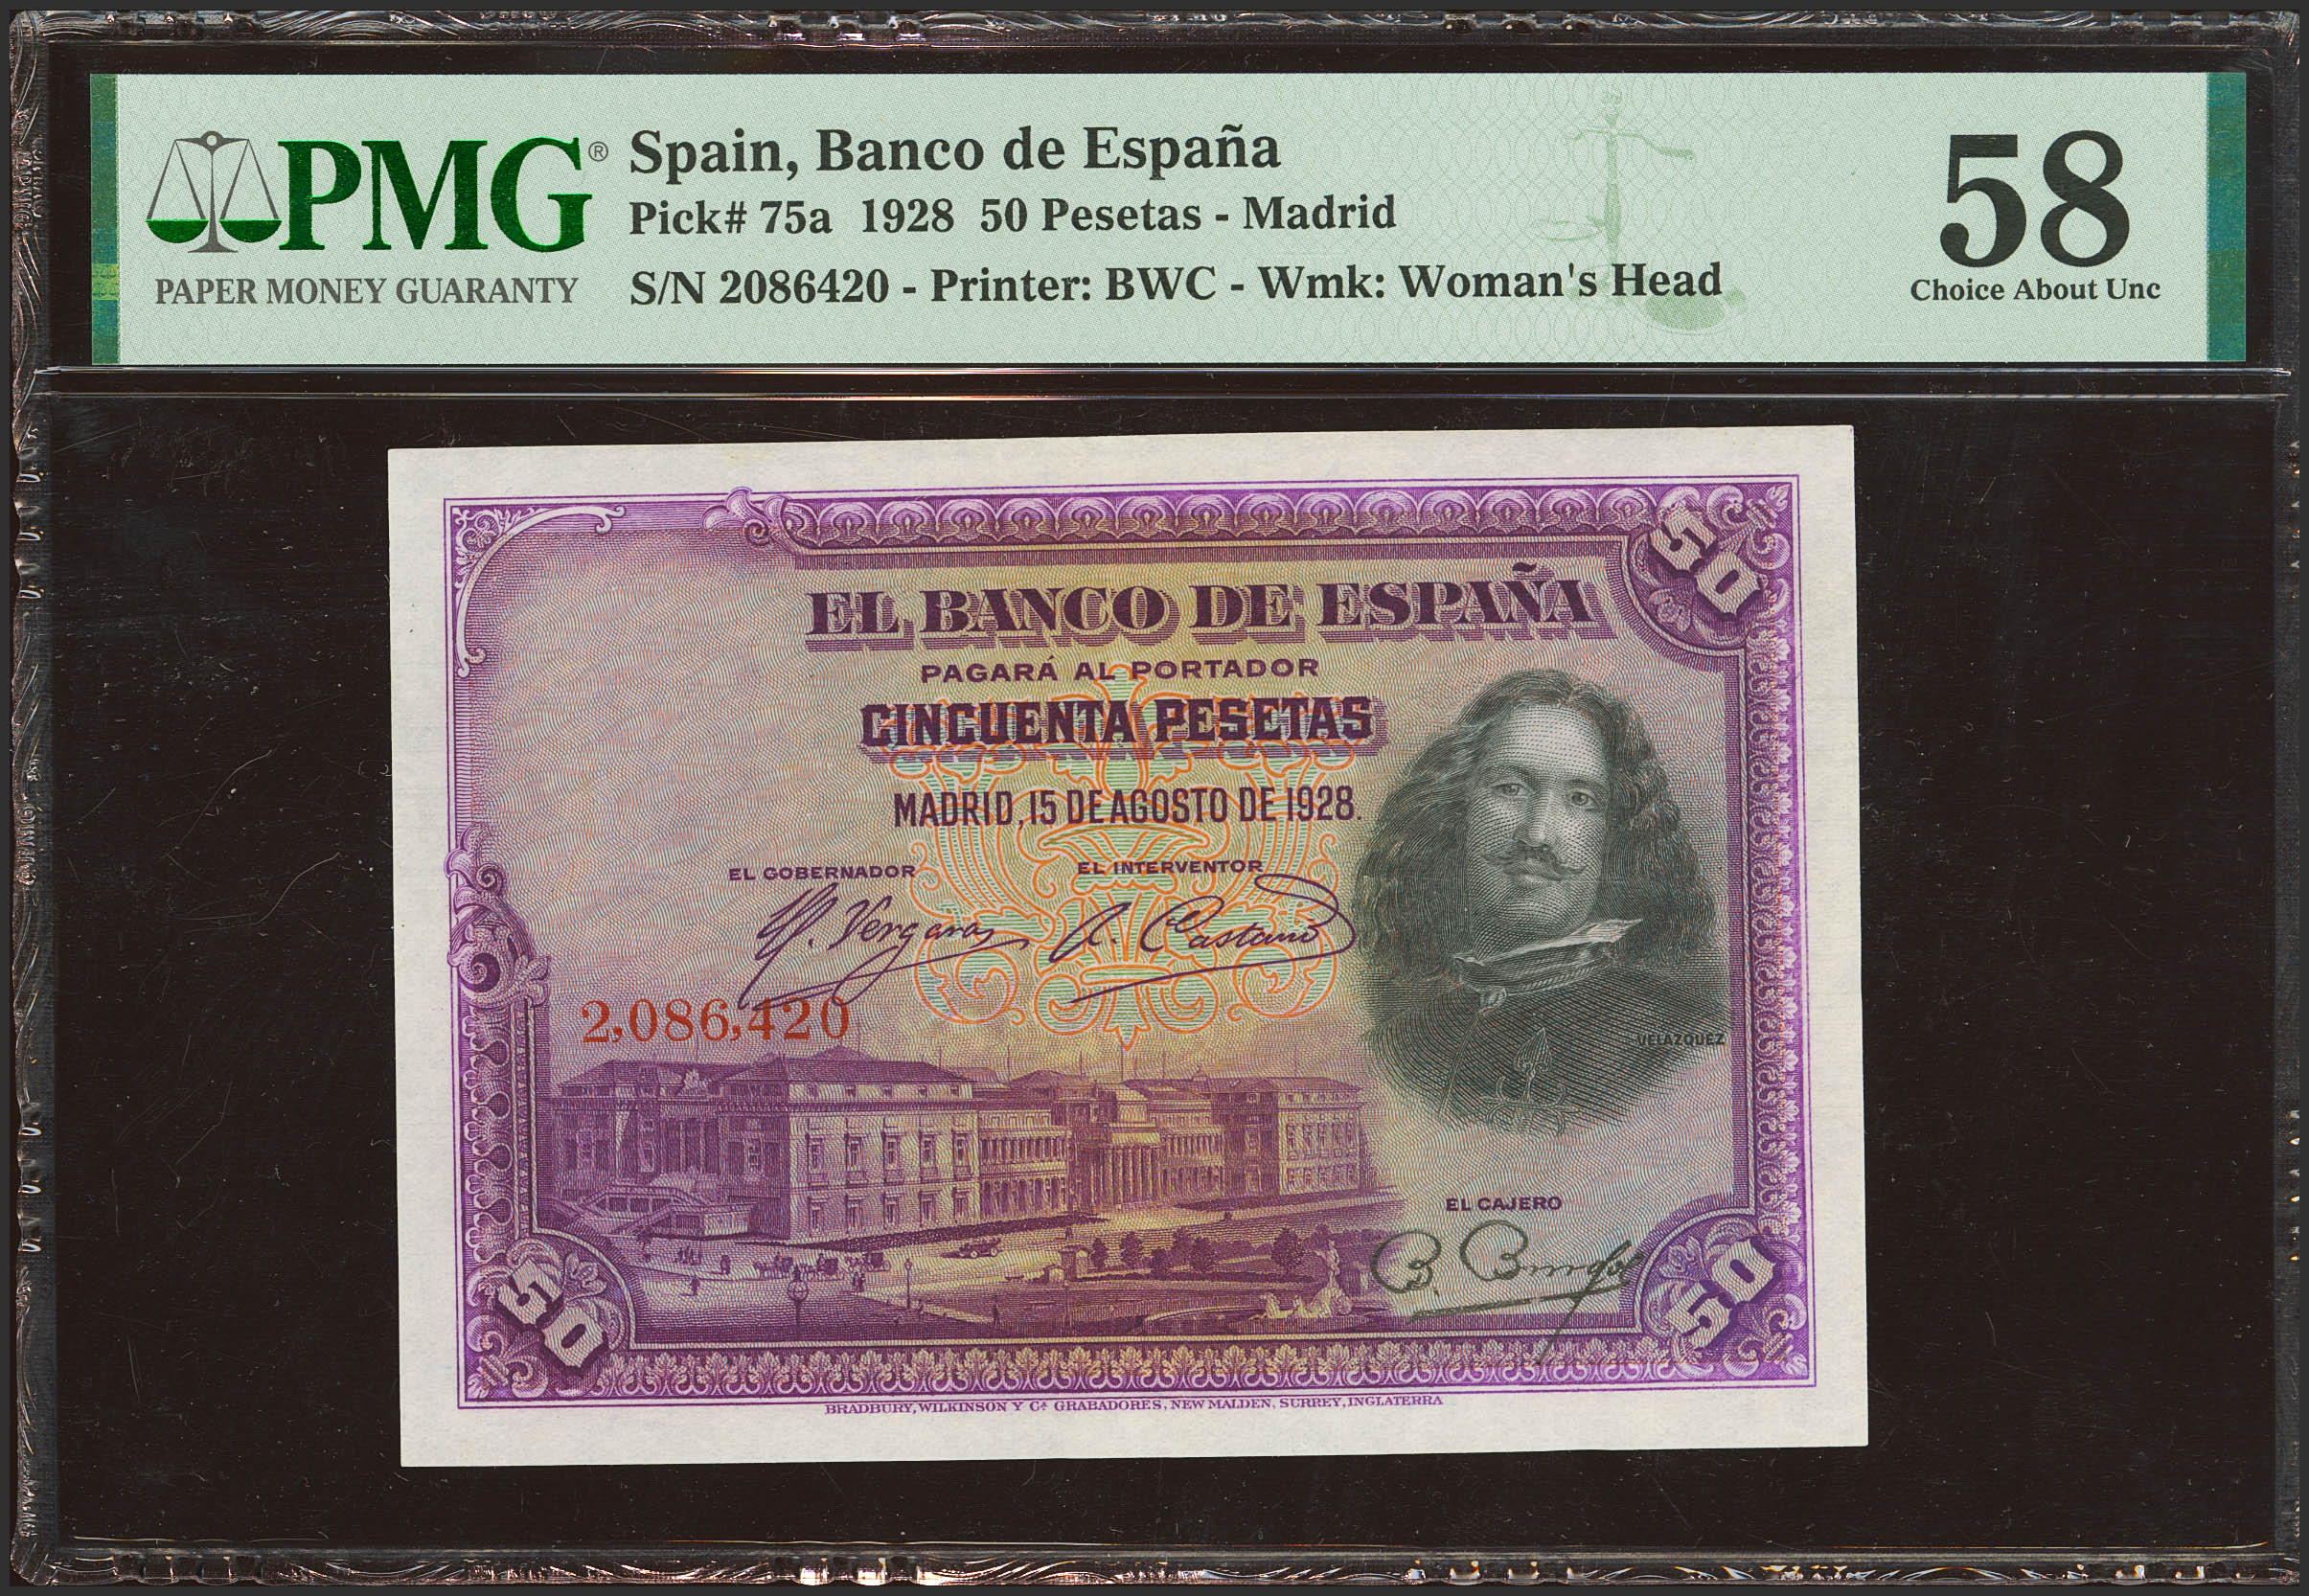 PMG®
PAPER MONEY GUARANTY
Spain, Banco de España
Pick# 75a 1928 50 Pesetas - Madrid
S/N 2086420 - Printer: BWC - Wmk: Woman's Head
58
Choice About Unc
50
EL BANCO DE ESPAÑA
PAGARÁ AL PORTADOR
CINCUENTA PESETAS
MADRID, 15 DE AGOSTO DE 1928.
EL GOBERNADOR
EL INTERVENTOR
2,086,420
VELAZQUEZ
EL CAJERO
50
50
BRADBURY, WILKINSON Y Cª GRABADORES, NEW MALDEN, SURREY, INGLATERRA